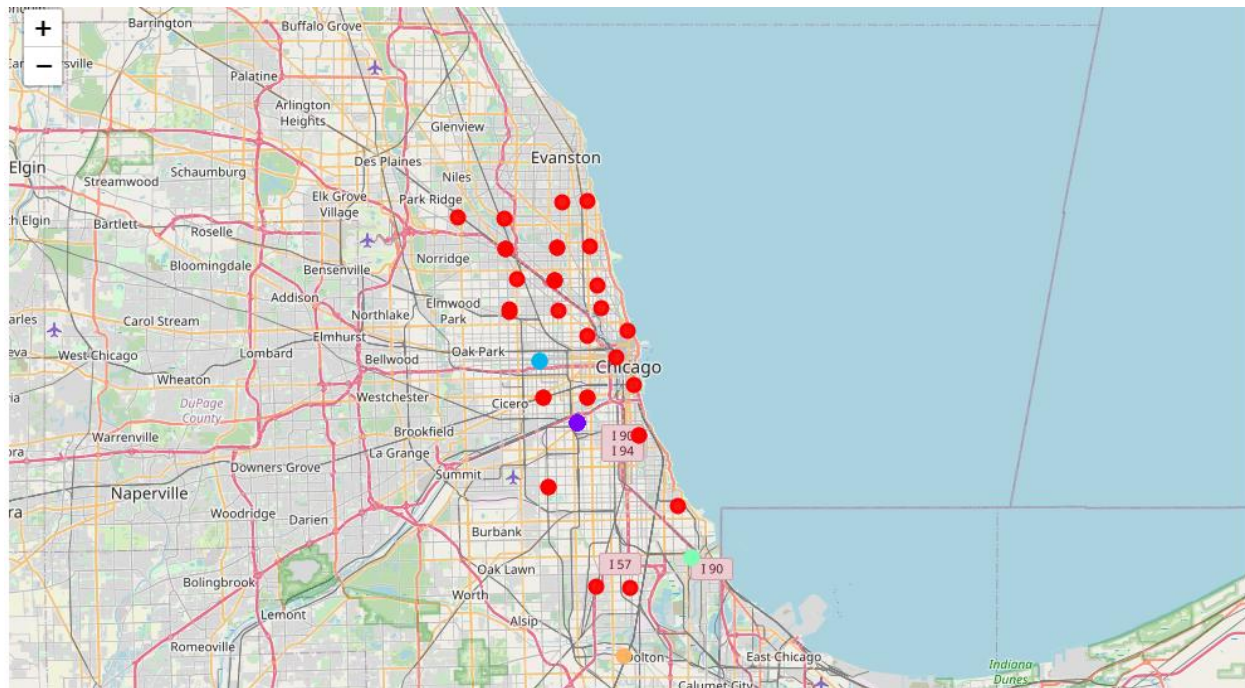 Barrington
Buffalo Grove
+
−
Palatine
Arlington
Heights
Glenview
Des Plaines
Evanston
Elgin
Schaumburg
Streamwood
Niles
Elk Grove
Village
Park Ridge
Bartlett
Roselle
Norridge
Bloomingdale
Bensenville
Addison
Northlake
Elmwood
Park
Carol Stream
Elmhurst
West Chicago
Lombard
Bellwood
Oak Park
Chicago
Wheaton
DuPage
County
Westchester
Cicero
Warrenville
Brookfield
I 90
I 94
La Grange
Downers Grove
Summit
Naperville
Woodridge
Darien
Burbank
I 57
I 90
Oak Lawn
Bolingbrook
Worth
Lemont
Alsip
Romeoville
Dolton
East Chicago
Indiana
Dunes
Calumet City